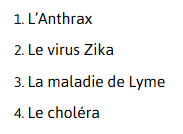 1. L’Anthrax
2. Le virus Zika
3. La maladie de Lyme
4. Le choléra